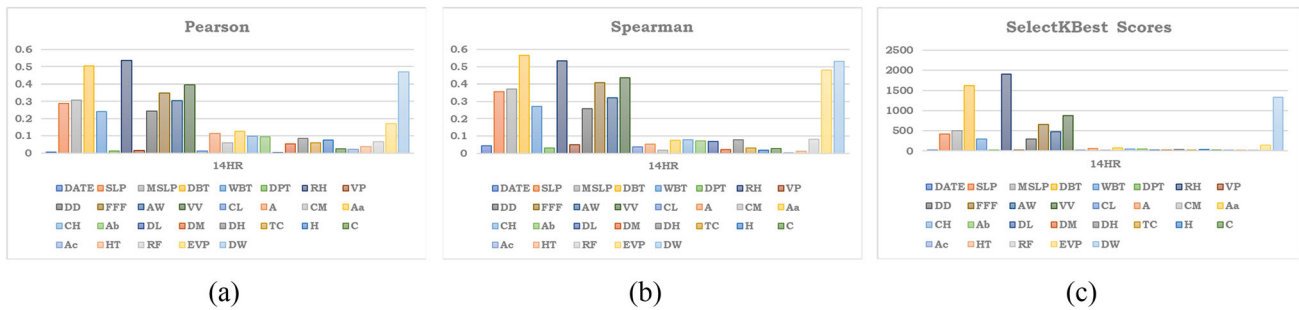 Pearson
0.6
0.5
0.4
0.3
0.2
0.1
0
14HR
DATE SLP MSLP DBT WBT DPT RH VP
DD FFF AW VV CL A CM Aa
CH Ab DL DM DH TC H C
Ac HT RF EVP DW
(a)
Spearman
0.6
0.5
0.4
0.3
0.2
0.1
0
14HR
DATE SLP MSLP DBT WBT DPT RH VP
DD FFF AW VV CL A CM Aa
CH Ab DL DM DH TC H C
Ac HT RF EVP DW
(b)
SelectKBest Scores
2500
2000
1500
1000
500
0
14HR
DATE SLP MSLP DBT WBT DPT RH VP
DD FFF AW VV CL A CM Aa
CH Ab DL DM DH TC H C
Ac HT RF EVP DW
(c)